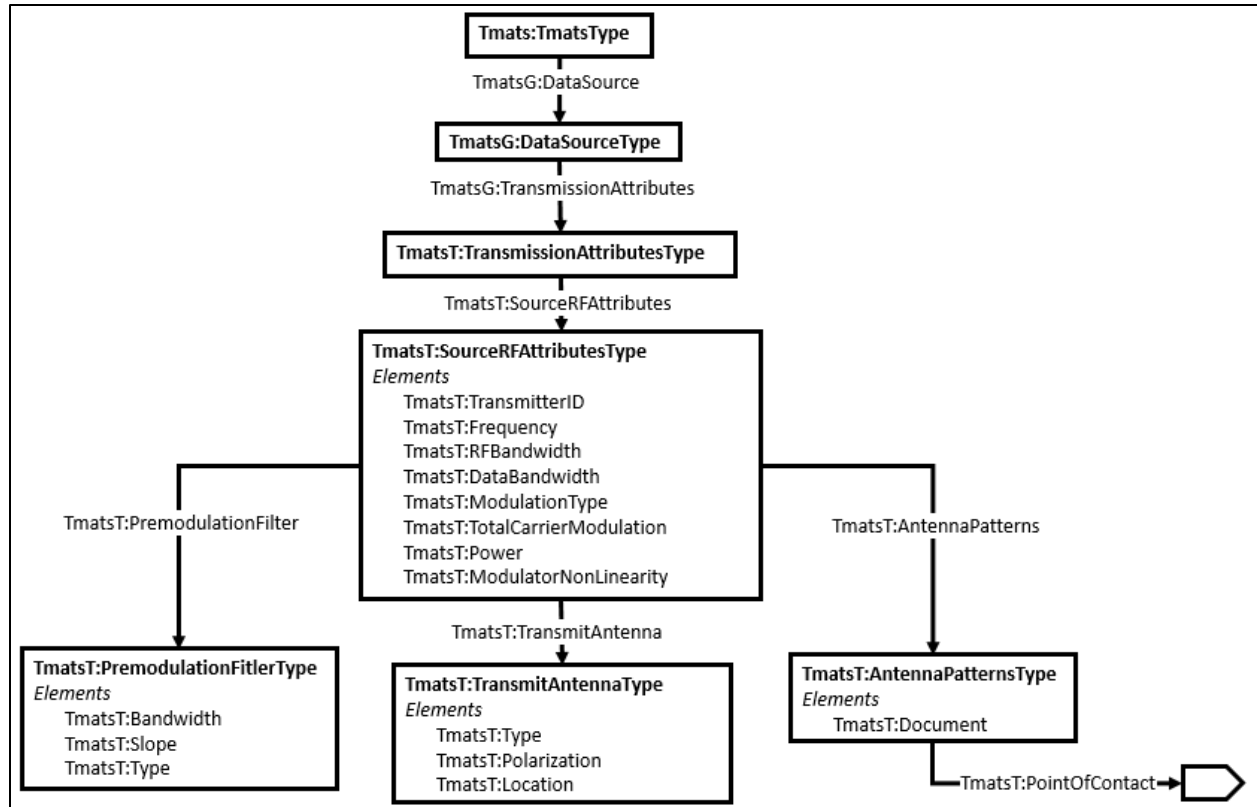 Tmats:TmatsType
TmatsG:DataSource
TmatsG:DataSourceType
TmatsG:TransmissionAttributes
TmatsT:TransmissionAttributesType
TmatsT:SourceRFAttributes
TmatsT:SourceRFAttributesType
Elements
TmatsT:TransmitterID
TmatsT:Frequency
TmatsT:RFBandwidth
TmatsT:DataBandwidth
TmatsT:ModulationType
TmatsT:TotalCarrierModulation
TmatsT:Power
TmatsT:ModulatorNonLinearity
TmatsT:PremodulationFilter
TmatsT:AntennaPatterns
TmatsT:TransmitAntenna
TmatsT:PremodulationFitlerType
Elements
TmatsT:Bandwidth
TmatsT:Slope
TmatsT:Type
TmatsT:TransmitAntennaType
Elements
TmatsT:Type
TmatsT:Polarization
TmatsT:Location
TmatsT:AntennaPatternsType
Elements
TmatsT:Document
TmatsT:PointOfContact